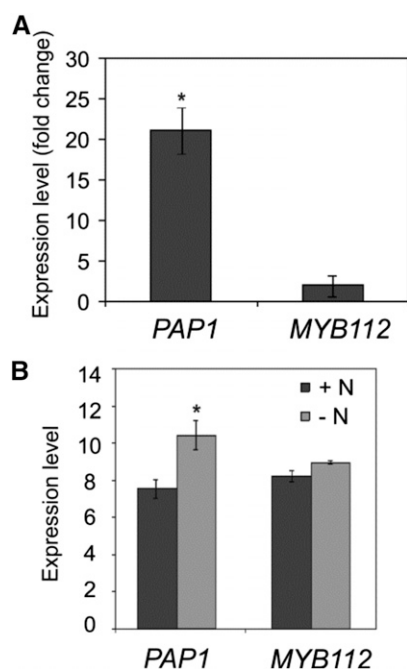 A
Expression level (fold change)
30
25
20
15
10
5
0
*
PAP1 MYB112
B
Expression level
14
12
10
8
6
4
2
0
*
+ N
- N
PAP1 MYB112